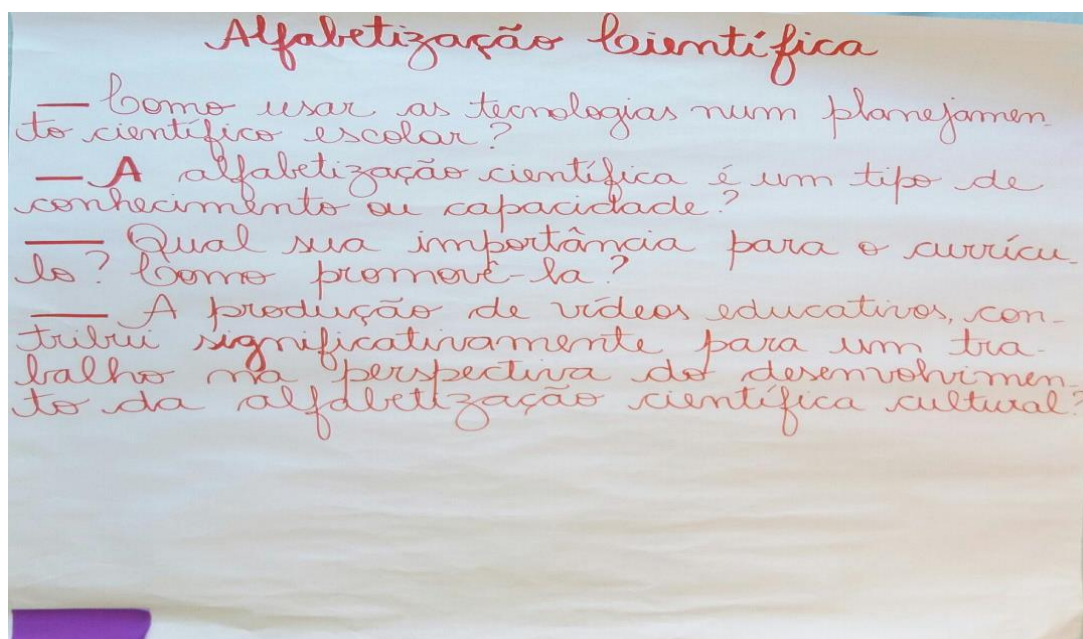 Alfabetização Científica
— Como usar as tecnologias num planejamen-
to científico escolar?
— A alfabetização científica é um tipo de
conhecimento ou capacidade?
— Qual sua importância para o currícu-
lo? Como promovê-la?
— A produção de vídeos educativos, con-
tribui significativamente para um tra-
balho na perspectiva do desenvolvimen-
to da alfabetização científica cultural?